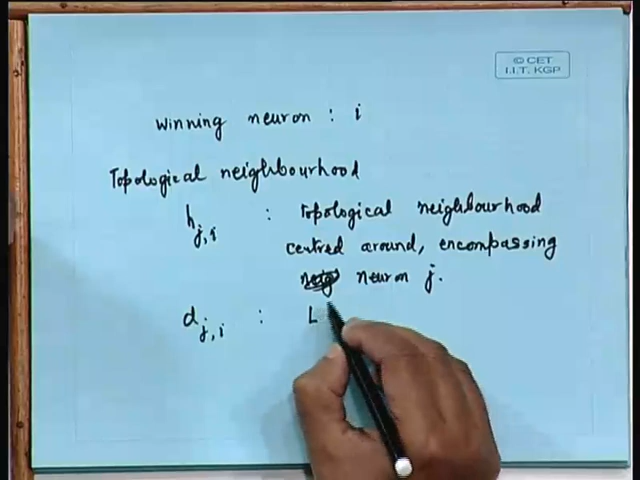 © CET
I.I.T. KGP
Winning neuron : i
Topological neighbourhood
h j,i : Topological neighbourhood
centred around, encompassing
neuron j.
d j,i : L